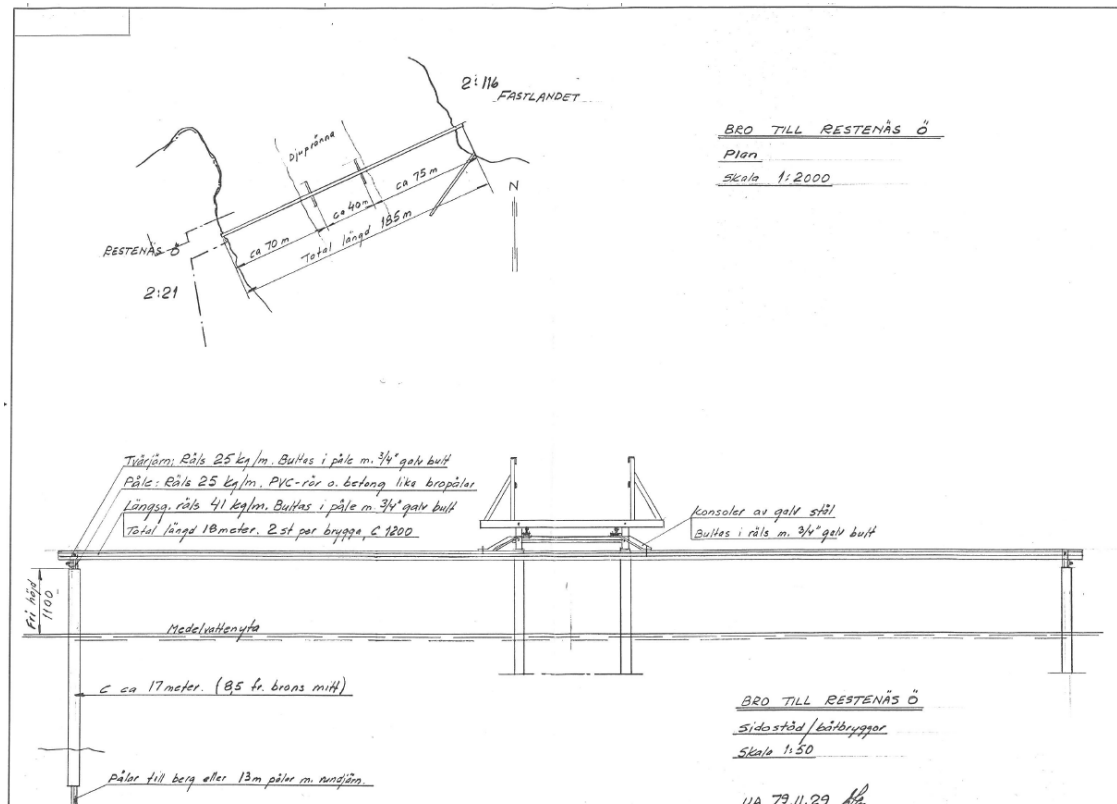 2:116
FASTLANDET
BRO TILL RESTENÄS Ö
Plan
Skala 1:2000
Djupränna
ca 75 m
ca 40m
ca 70 m
Total längd 185m
N
RESTENÄS Ö
2:21
Tvärjärn: Räls 25 kg/m. Bultas i påle m. 3/4" galv bult
Påle: Räls 25 kg/m. PVC-rör o. betong lika bropålar
Längsg. räls 41 kg/m. Bultas i påle m. 3/4" galv bult
Total längd 18 meter. 2 st per brygga, C 1200
Konsoler av galv stål
Bultas i räls m. 3/4" galv bult
Fri höjd
1100
Medelvattenyta
C ca 17 meter. (8,5 fr. brons mitt)
BRO TILL RESTENÄS Ö
Sidostöd/båtbryggor
Skala 1:50
Pålar till berg eller 13m pålar m. rundjärn.
UA 79.11.29